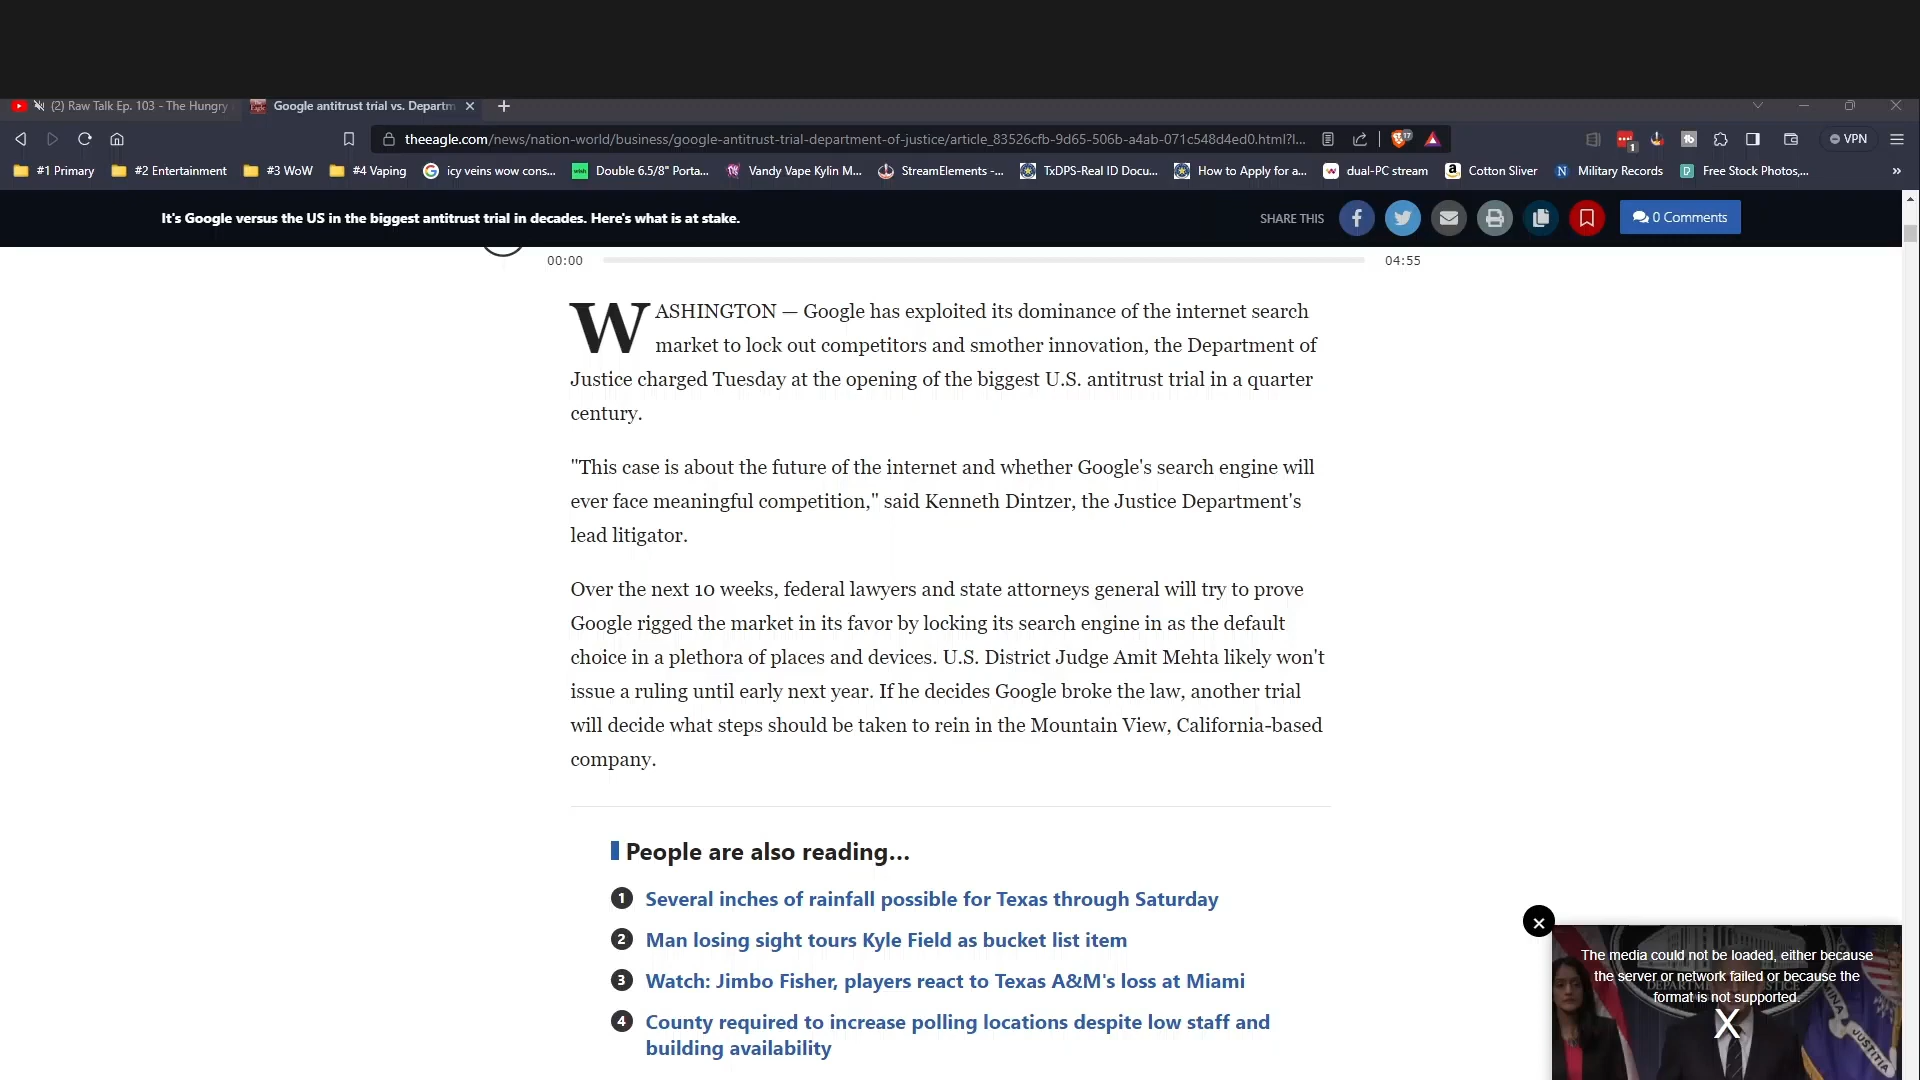 (2) Raw Talk Ep. 103 - The Hungry
Google antitrust trial vs. Departm
theeagle.com/news/nation-world/business/google-antitrust-trial-department-of-justice/article_83526cfb-9d65-506b-a4ab-071c548d4ed0.html?l...
17
1
VPN
#1 Primary
#2 Entertainment
#3 WoW
#4 Vaping
icy veins wow cons...
Double 6.5/8" Porta...
Vandy Vape Kylin M...
StreamElements -...
TxDPS-Real ID Docu...
How to Apply for a...
dual-PC stream
Cotton Sliver
Military Records
Free Stock Photos,...
It's Google versus the US in the biggest antitrust trial in decades. Here's what is at stake.
SHARE THIS
0 Comments
00:00
04:55
WASHINGTON — Google has exploited its dominance of the internet search
market to lock out competitors and smother innovation, the Department of
Justice charged Tuesday at the opening of the biggest U.S. antitrust trial in a quarter
century.
"This case is about the future of the internet and whether Google's search engine will
ever face meaningful competition," said Kenneth Dintzer, the Justice Department's
lead litigator.
Over the next 10 weeks, federal lawyers and state attorneys general will try to prove
Google rigged the market in its favor by locking its search engine in as the default
choice in a plethora of places and devices. U.S. District Judge Amit Mehta likely won't
issue a ruling until early next year. If he decides Google broke the law, another trial
will decide what steps should be taken to rein in the Mountain View, California-based
company.
People are also reading…
1 Several inches of rainfall possible for Texas through Saturday
2 Man losing sight tours Kyle Field as bucket list item
3 Watch: Jimbo Fisher, players react to Texas A&M's loss at Miami
4 County required to increase polling locations despite low staff and
building availability
The media could not be loaded, either because
the server or network failed or because the
format is not supported.